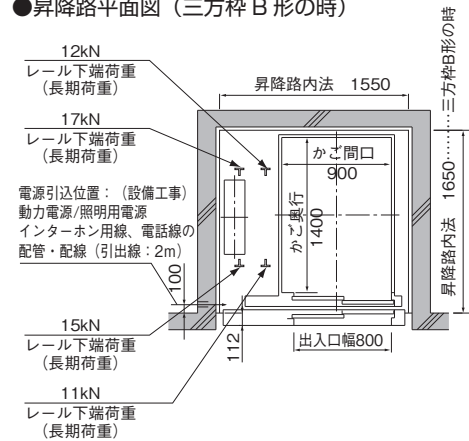 ●昇降路平面図（三方枠 B 形の時）
12kN
レール下端荷重
（長期荷重）
17kN
レール下端荷重
（長期荷重）
電源引込位置：（設備工事）
動力電源/照明用電源
インターホン用線、電話線の
配管・配線（引出線：2m）
100
15kN
レール下端荷重
（長期荷重）
11kN
レール下端荷重
（長期荷重）
昇降路内法　1550
かご間口
900
かご奥行
1400
112
出入口幅800
昇降路内法　1650……三方枠B形の時